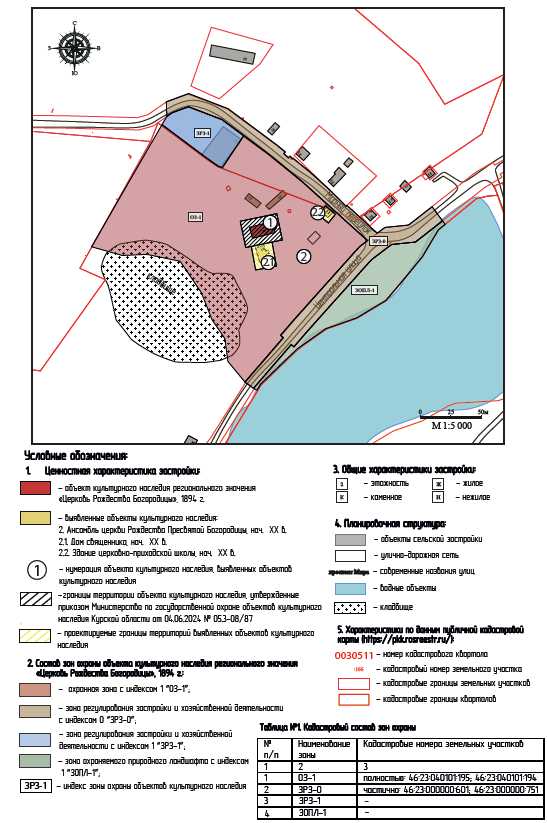 С
З
В
Ю
ЗРЗ-1
ОЗ-1
1
2.2
2.1
2
ЗРЗ-0
ЗОПЛ-1
0 25 50м
М 1:5 000
Условные обозначения:
1. Ценностная характеристика застройки:
– объект культурного наследия регионального значения
«Церковь Рождества Богородицы», 1894 г.
– выявленные объекты культурного наследия:
2. Ансамбль церкви Рождество Пресвятой Богородицы, нач. XX в.
2.1. Дом священника, нач. XX в.
2.2. Здание церковно-приходской школы, нач. XX в.
1
– нумерация объекта культурного наследия, выявленных объектов
культурного наследия
–границы территории объекта культурного наследия, утвержденные
приказом Министерства по государственной охране объектов культурного
наследия Курской области от 04.06.2024 № 05.3-08/87
– проектируемые границы территорий выявленных объектов культурного
наследия
2. Состав зон охраны объекта культурного наследия регионального значения
«Церковь Рождества Богородицы», 1894 г.:
– охранная зона с индексом 1 "ОЗ-1";
– зона регулирования застройки и хозяйственной деятельности
с индексом 0 "ЗРЗ-0";
– зона регулирования застройки и хозяйственной
деятельности с индексом 1 "ЗРЗ-1";
– зона охраняемого природного ландшафта с индексом
1 "ЗОПЛ-1";
ЗРЗ-1
– индекс зоны охраны объектов культурного наследия
3. Общие характеристики застройки:
2 – этажность Ж – жилое
К – каменное Н – нежилое
4. Планировочная структура:
– объекты сельской застройки
– улично-дорожная сеть
проспект Мира – современные названия улиц
– водные объекты
– кладбище
5. Характеристики по данным публичной кадастровой
карты (https://pkk.rosreestr.ru/):
0030511 – номер кадастрового квартала
:166 – кадастровый номер земельного участка
– кадастровые границы земельных участков
– кадастровые границы кварталов
Таблица №1. Кадастровый состав зон охраны
№ Наименование Кадастровые номера земельных участков
п/п зоны
1 2 3
1 ОЗ-1 полностью: 46:23:040101:195; 46:23:040101:194
2 ЗРЗ-0 частично: 46:23:000000:601; 46:23:000000:751
3 ЗРЗ-1 –
4 ЗОПЛ-1 –